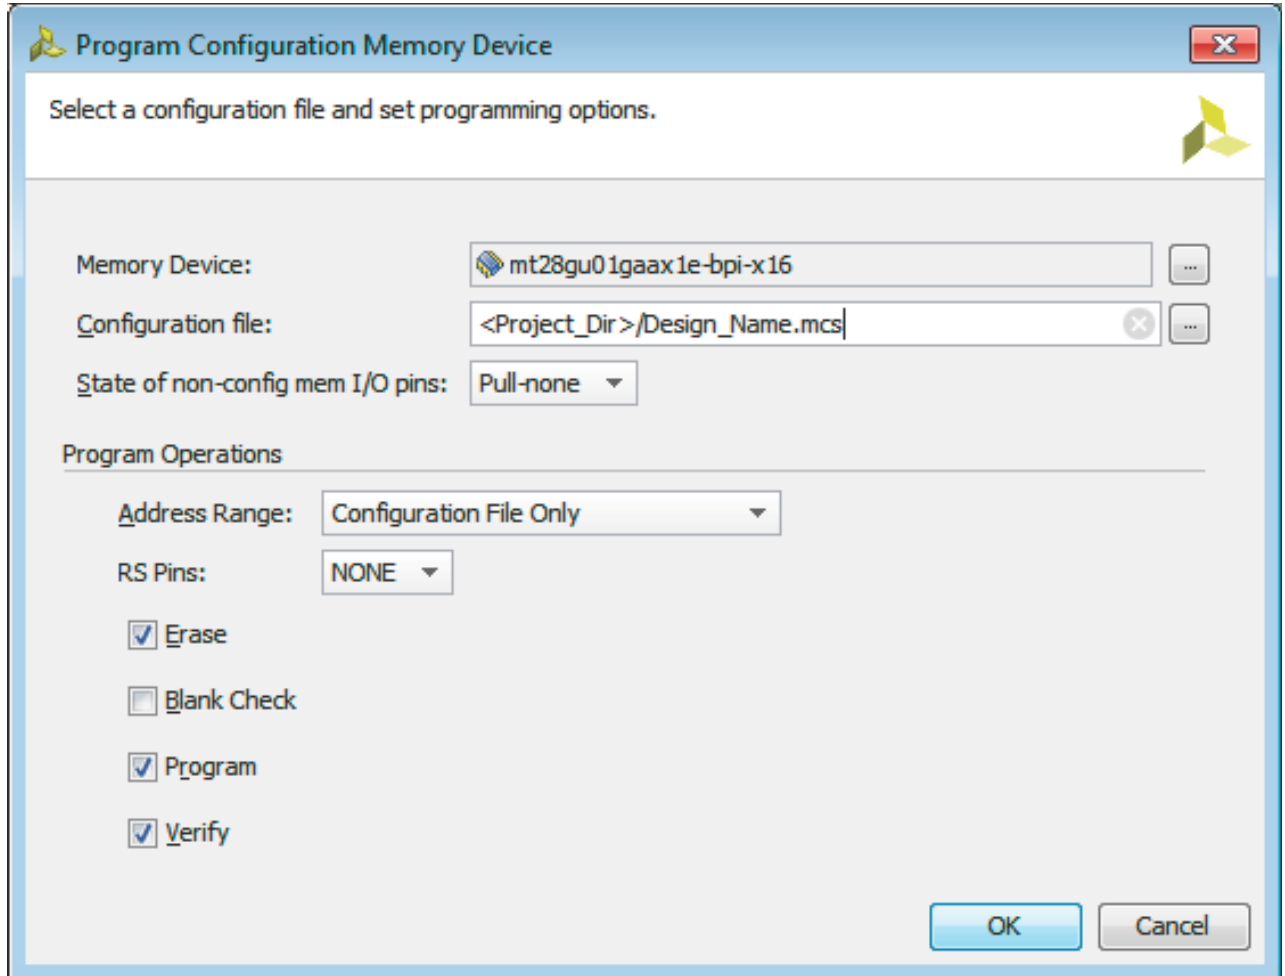 Program Configuration Memory Device
Select a configuration file and set programming options.
Memory Device: mt28gu01gaax1e-bpi-x16 ...
Configuration file: <Project_Dir>/Design_Name.mcs ...
State of non-config mem I/O pins: Pull-none
Program Operations
Address Range: Configuration File Only
RS Pins: NONE
Erase
Blank Check
Program
Verify
OK Cancel